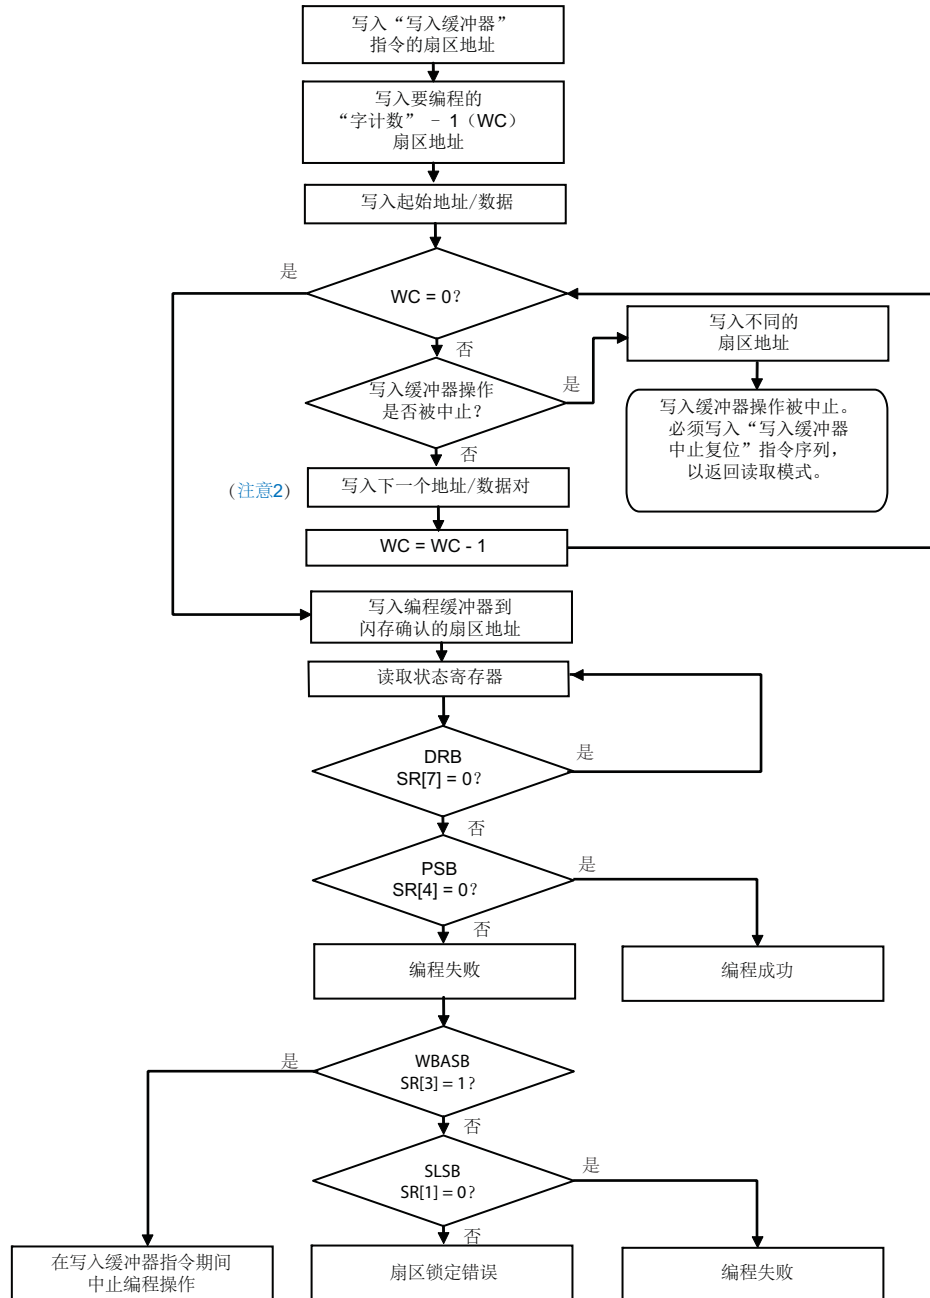 写入“写入缓冲器”
指令的扇区地址
写入要编程的
“字计数” - 1（WC）
扇区地址
写入起始地址/数据
是
WC = 0？
否
写入不同的
扇区地址
写入缓冲器操作
是否被中止？
是
写入缓冲器操作被中止。
必须写入“写入缓冲器
中止复位”指令序列，
以返回读取模式。
否
（注意2）
写入下一个地址/数据对
WC = WC - 1
写入编程缓冲器到
闪存确认的扇区地址
读取状态寄存器
DRB
SR[7] = 0？
是
否
PSB
SR[4] = 0？
是
否
编程失败
编程成功
是
WBASB
SR[3] = 1？
否
SLSB
SR[1] = 0？
是
否
在写入缓冲器指令期间
中止编程操作
扇区锁定错误
编程失败